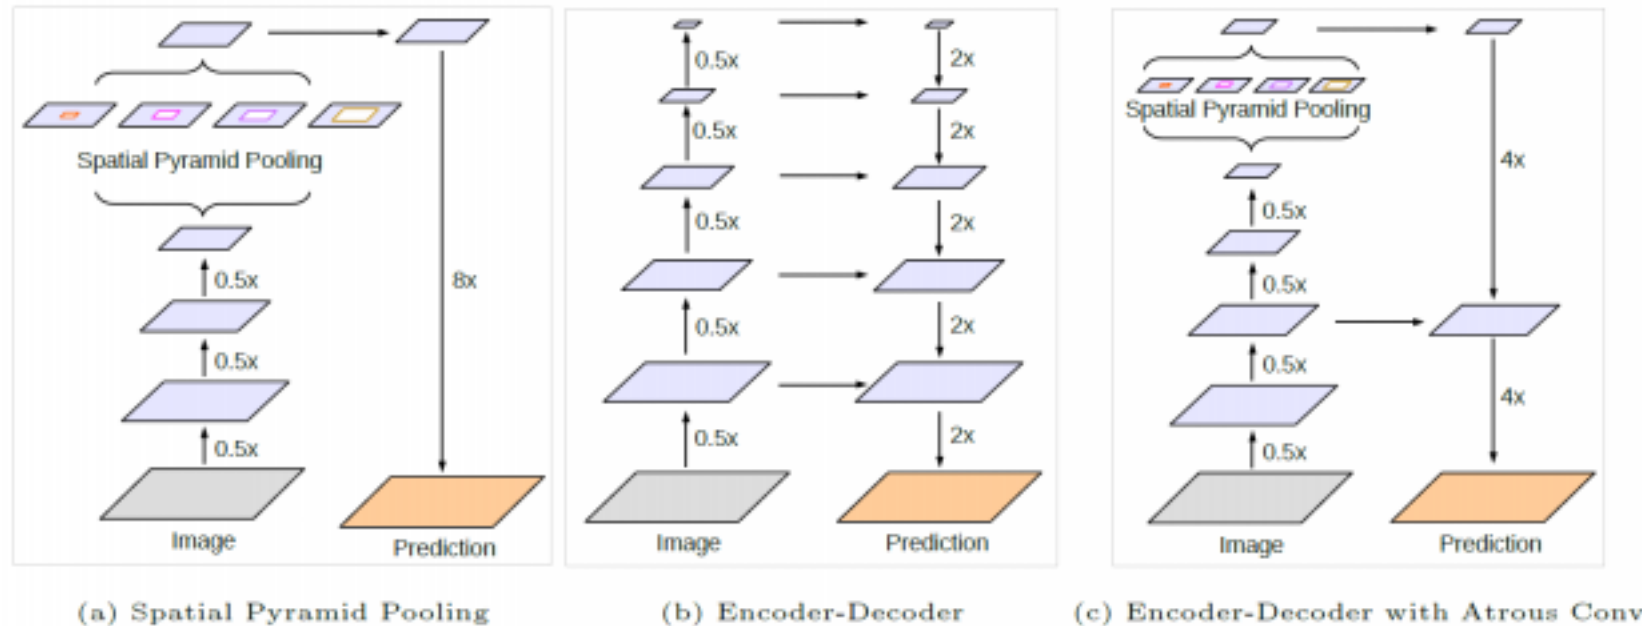 Spatial Pyramid Pooling
0.5x
0.5x
0.5x
8x
Image
Prediction
(a) Spatial Pyramid Pooling
0.5x
2x
0.5x
2x
0.5x
2x
0.5x
2x
0.5x
2x
Image
Prediction
(b) Encoder-Decoder
Spatial Pyramid Pooling
4x
0.5x
0.5x
0.5x
4x
0.5x
Image
Prediction
(c) Encoder-Decoder with Atrous Conv